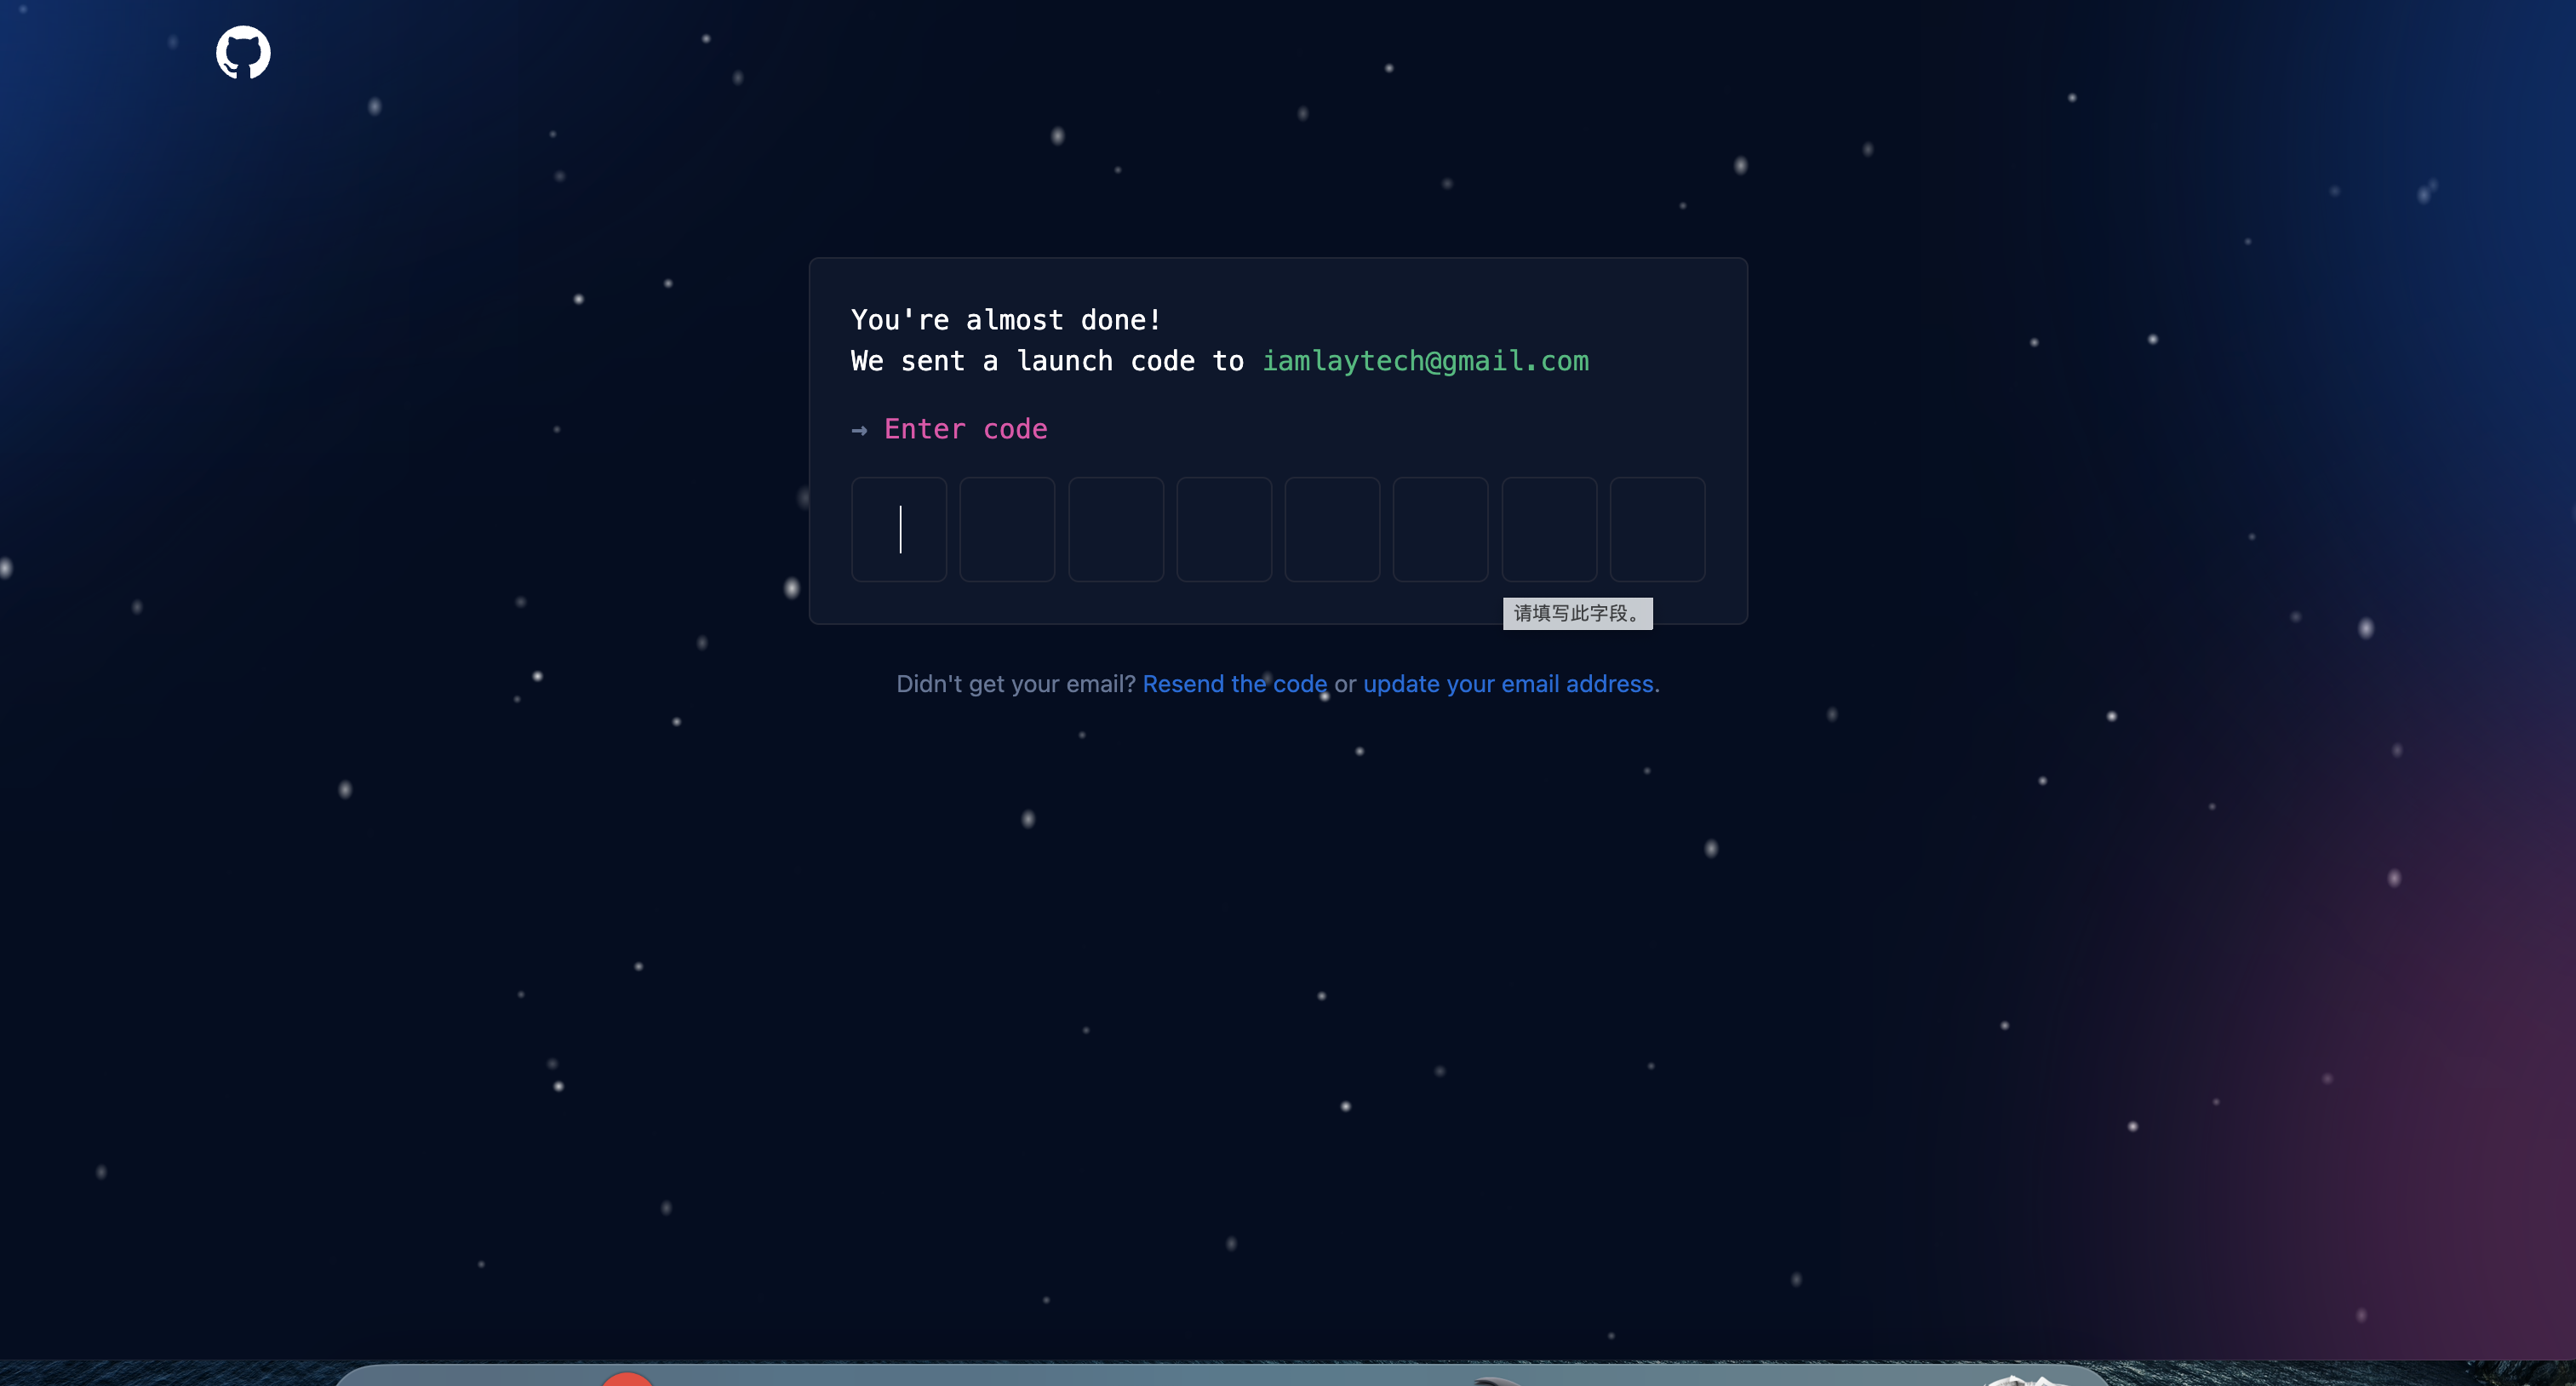 You're almost done!
We sent a launch code to iamlaytech@gmail.com
→ Enter code
请填写此字段。
Didn't get your email? Resend the code or update your email address.